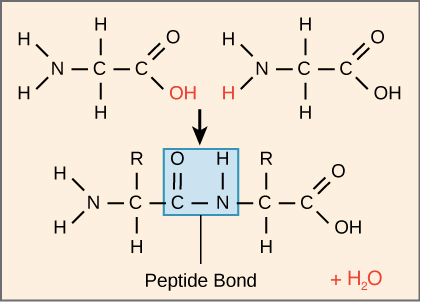 H H O H H O
N C C N C C
H H OH H H OH
R O H R O
H
N C C N C C
H H H OH
Peptide Bond + H₂O